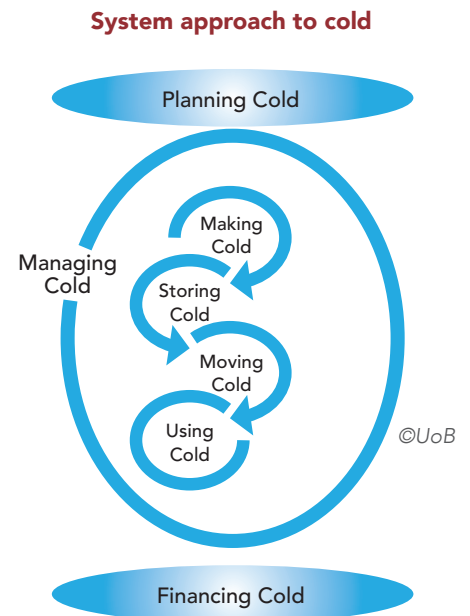 System approach to cold
Planning Cold
Making
Cold
Managing
Cold
Storing
Cold
Moving
Cold
Using
Cold
©UoB
Financing Cold